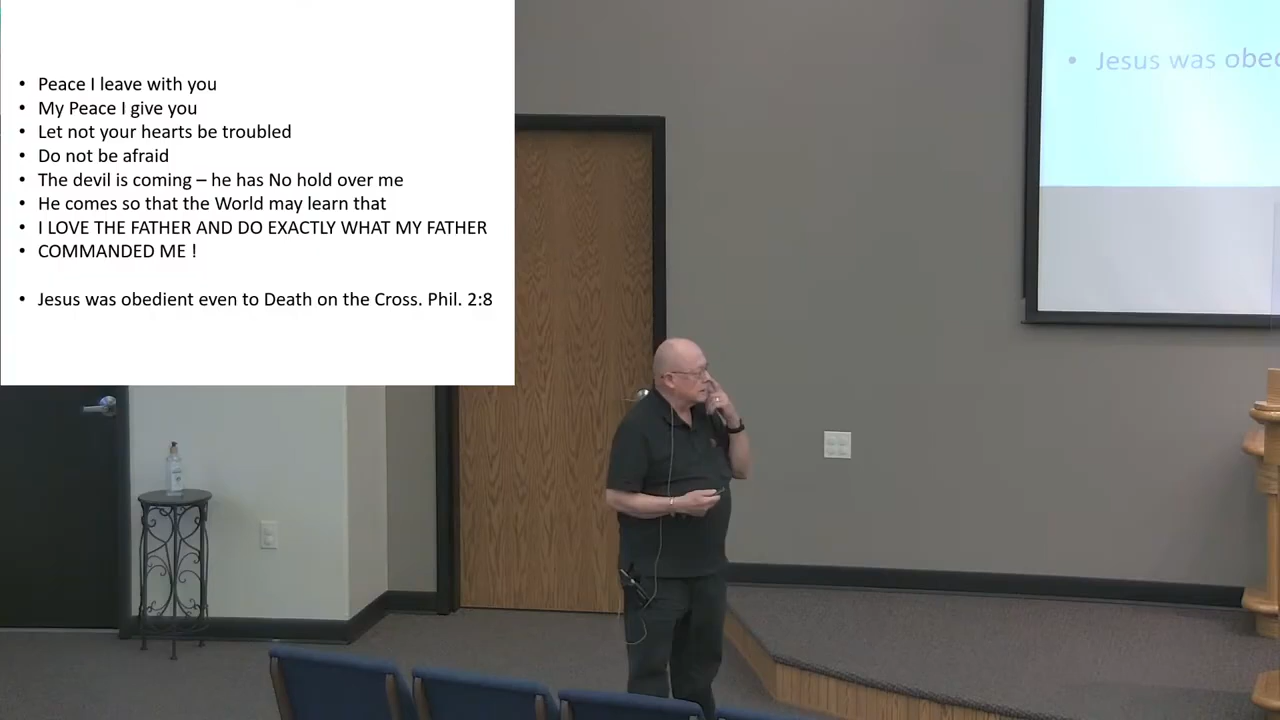 • Peace I leave with you
• My Peace I give you
• Let not your hearts be troubled
• Do not be afraid
• The devil is coming – he has No hold over me
• He comes so that the World may learn that
• I LOVE THE FATHER AND DO EXACTLY WHAT MY FATHER
• COMMANDED ME !
• Jesus was obedient even to Death on the Cross. Phil. 2:8
• Jesus was obed